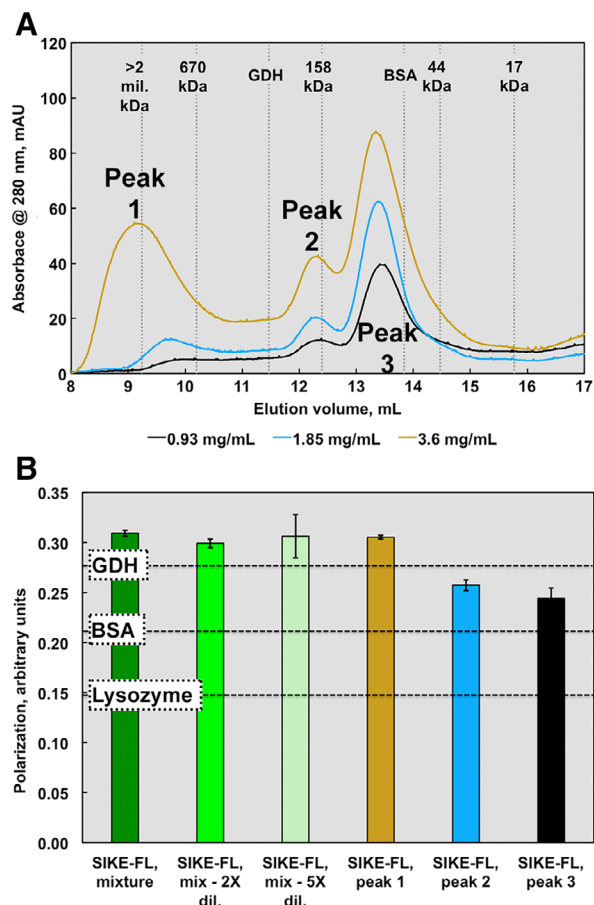 A
120
100
80
60
40
20
0
Absorbace @ 280 nm, mAU
>2 670 GDH 158 BSA 44 17
mil. kDa kDa kDa kDa
kDa
Peak
1
Peak
2
Peak
3
8 9 10 11 12 13 14 15 16 17
Elution volume, mL
0.93 mg/mL 1.85 mg/mL 3.6 mg/mL
B
0.35
0.30
0.25
0.20
0.15
0.10
0.05
0.00
Polarization, arbitrary units
GDH
BSA
Lysozyme
SIKE-FL, SIKE-FL, SIKE-FL, SIKE-FL, SIKE-FL, SIKE-FL,
mixture mix - 2X mix - 5X peak 1 peak 2 peak 3
dil. dil.